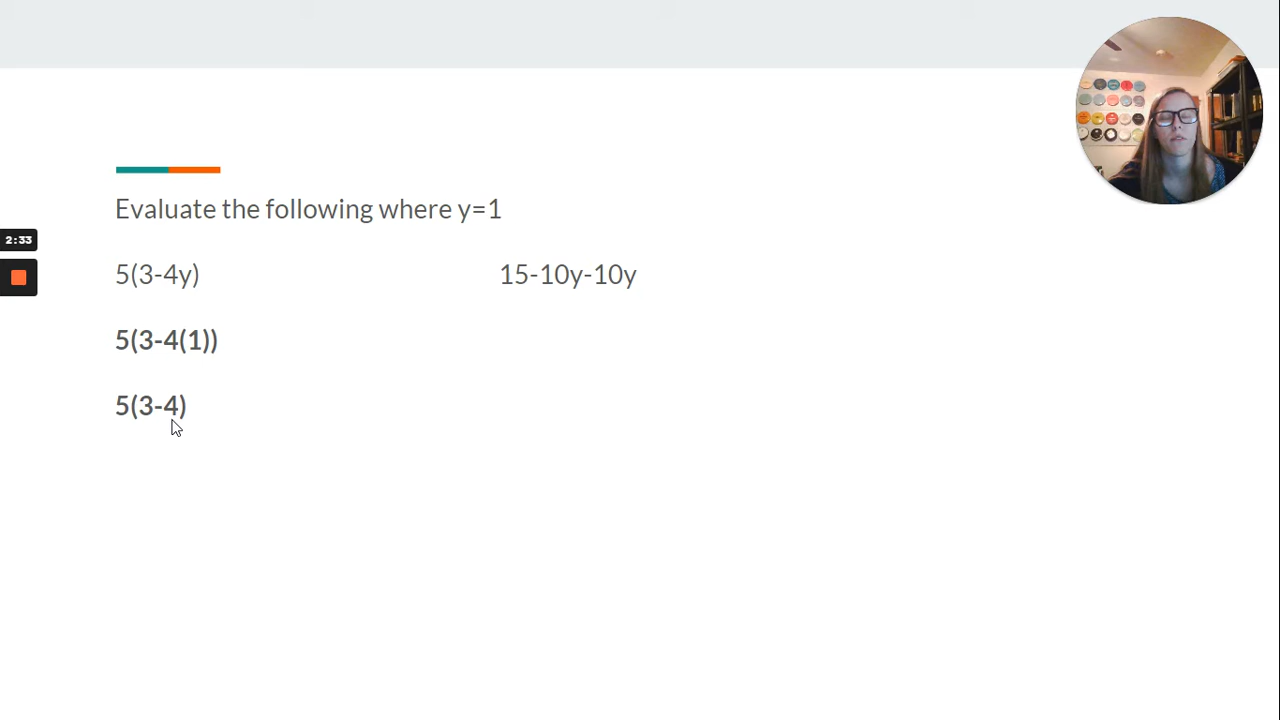 Evaluate the following where y=1
2:33
5(3-4y) 15-10y-10y
5(3-4(1))
5(3-4)